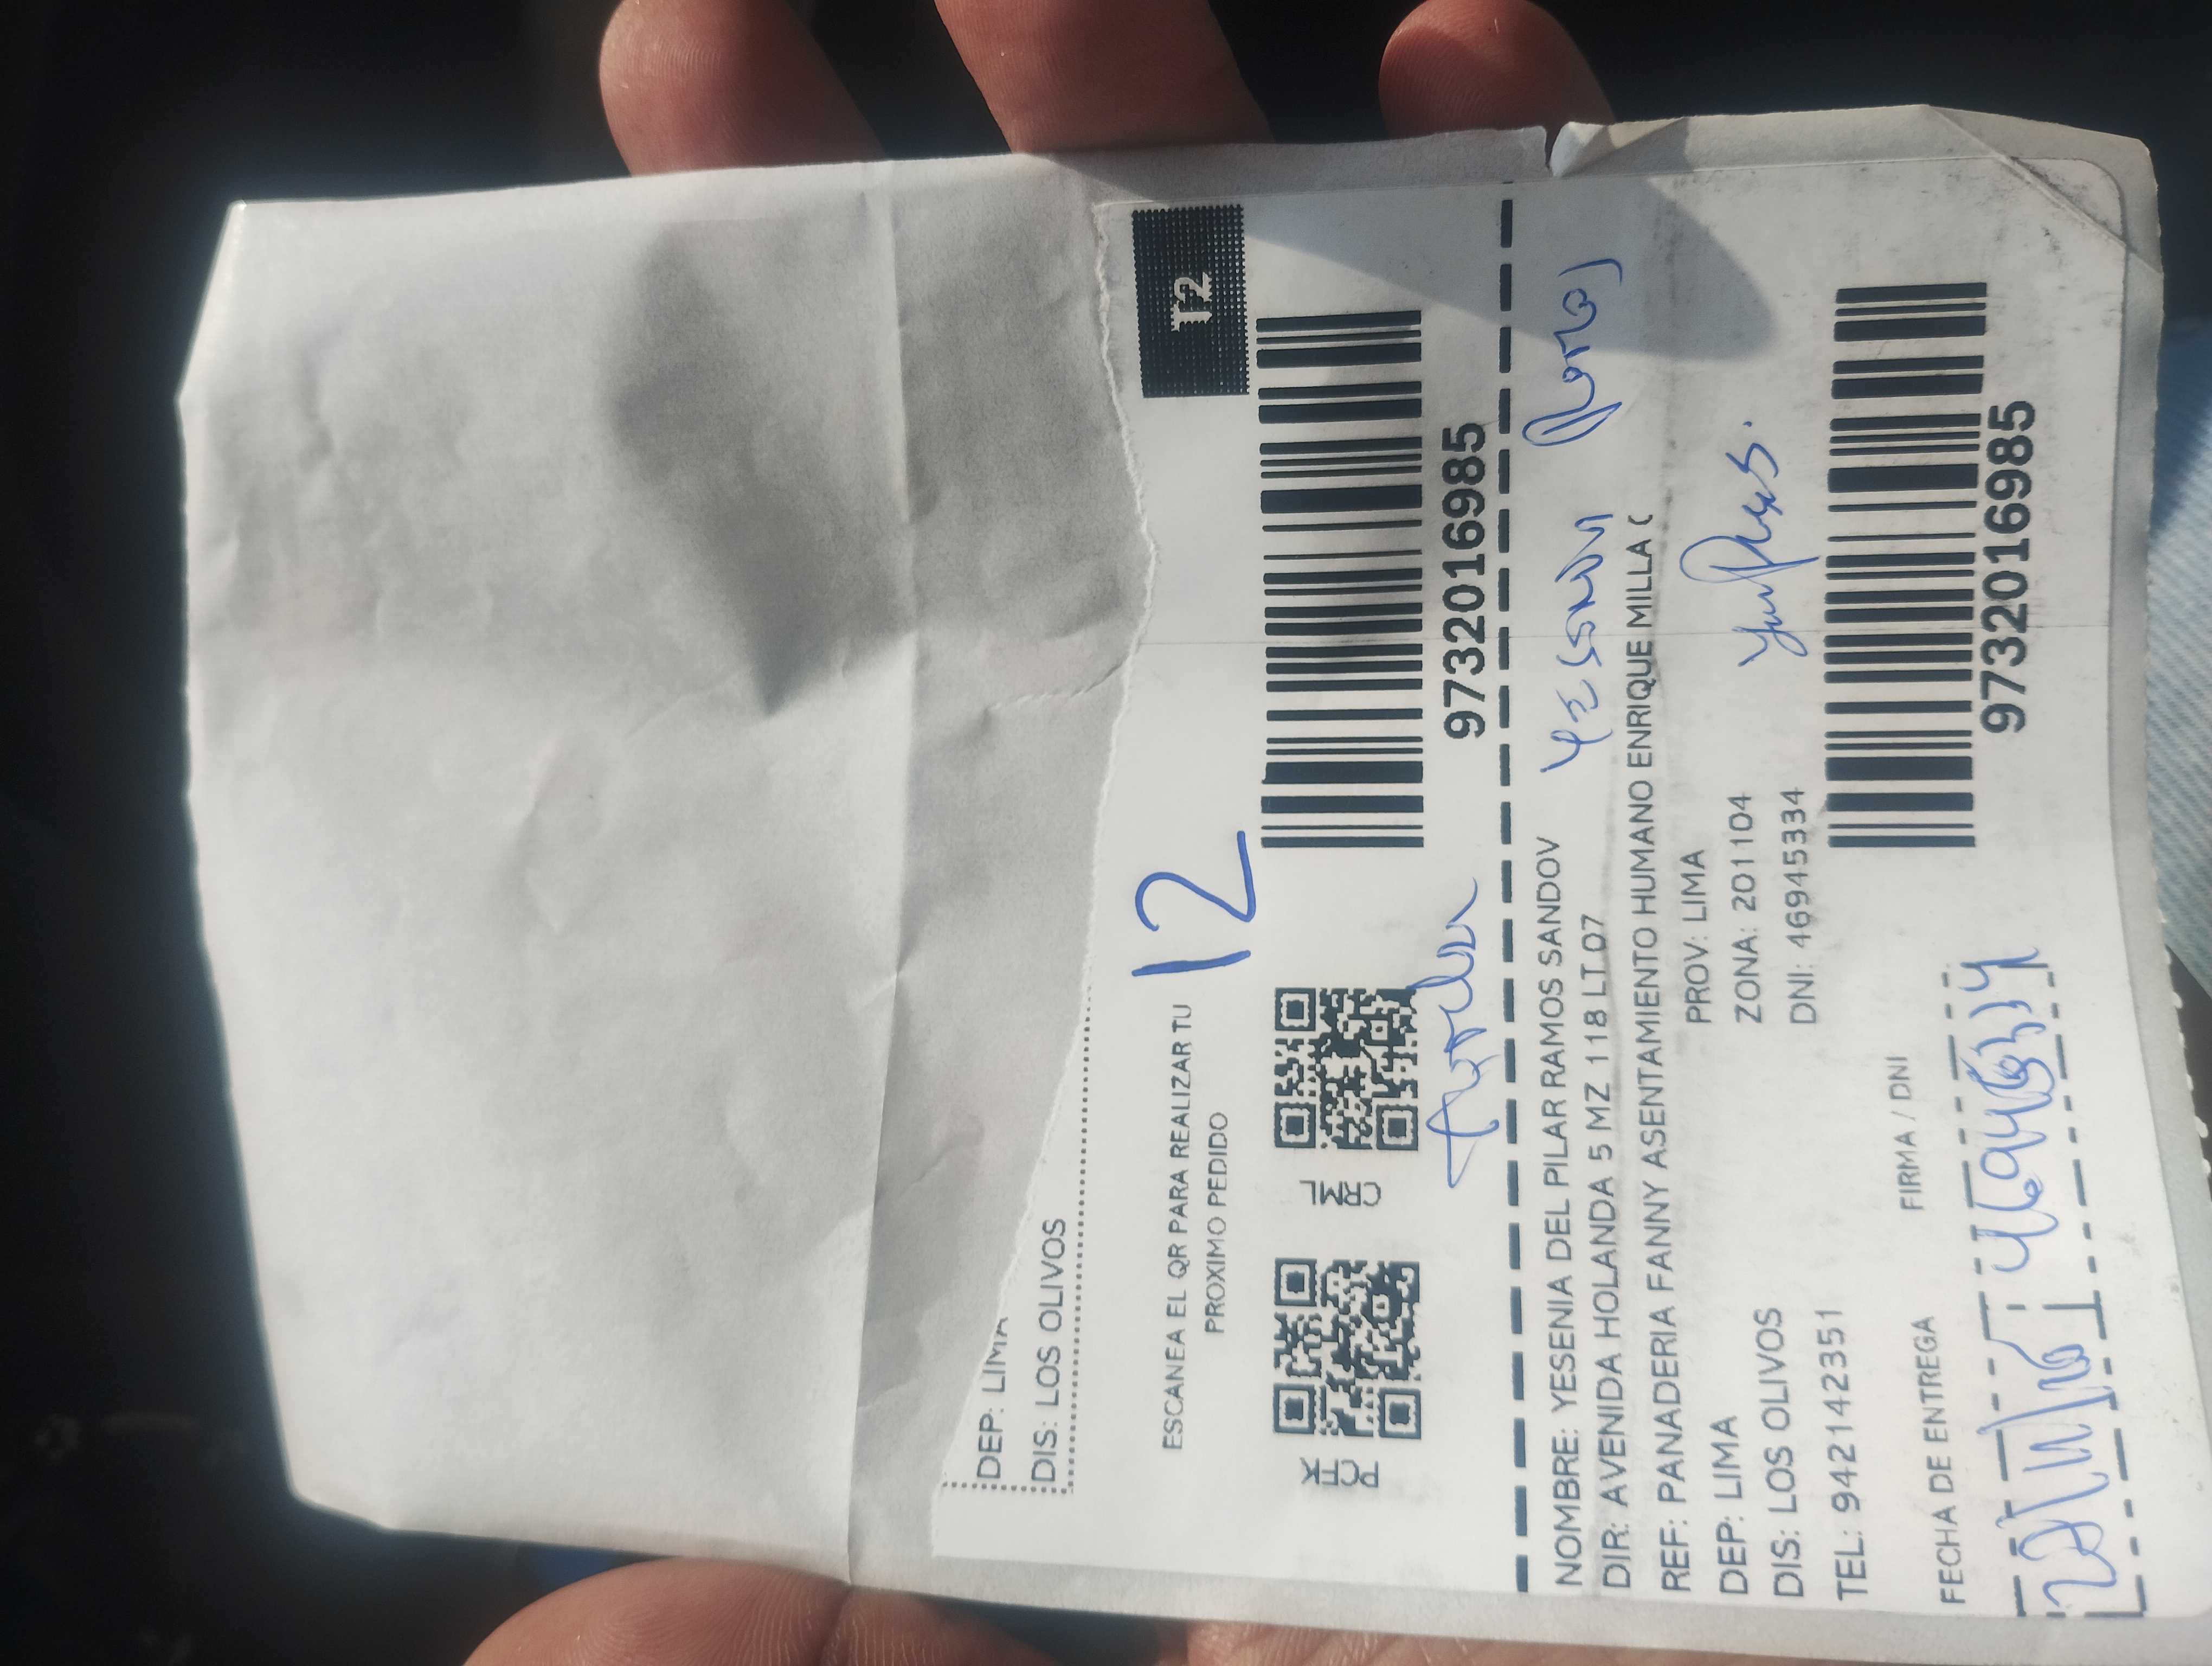 DEP: LIMA
DIS: LOS OLIVOS
ESCANEA EL QR PARA REALIZAR TU
PROXIMO PEDIDO
12
T2
PCTK
CRML
9732016985
NOMBRE: YESENIA DEL PILAR RAMOS SANDOV
DIR: AVENIDA HOLANDA 5 MZ 118 LT.07
REF: PANADERIA FANNY ASENTAMIENTO HUMANO ENRIQUE MILLA (
DEP: LIMA PROV: LIMA
DIS: LOS OLIVOS ZONA: 201104
TEL: 942142351 DNI: 46945334
9732016985
FECHA DE ENTREGA FIRMA / DNI